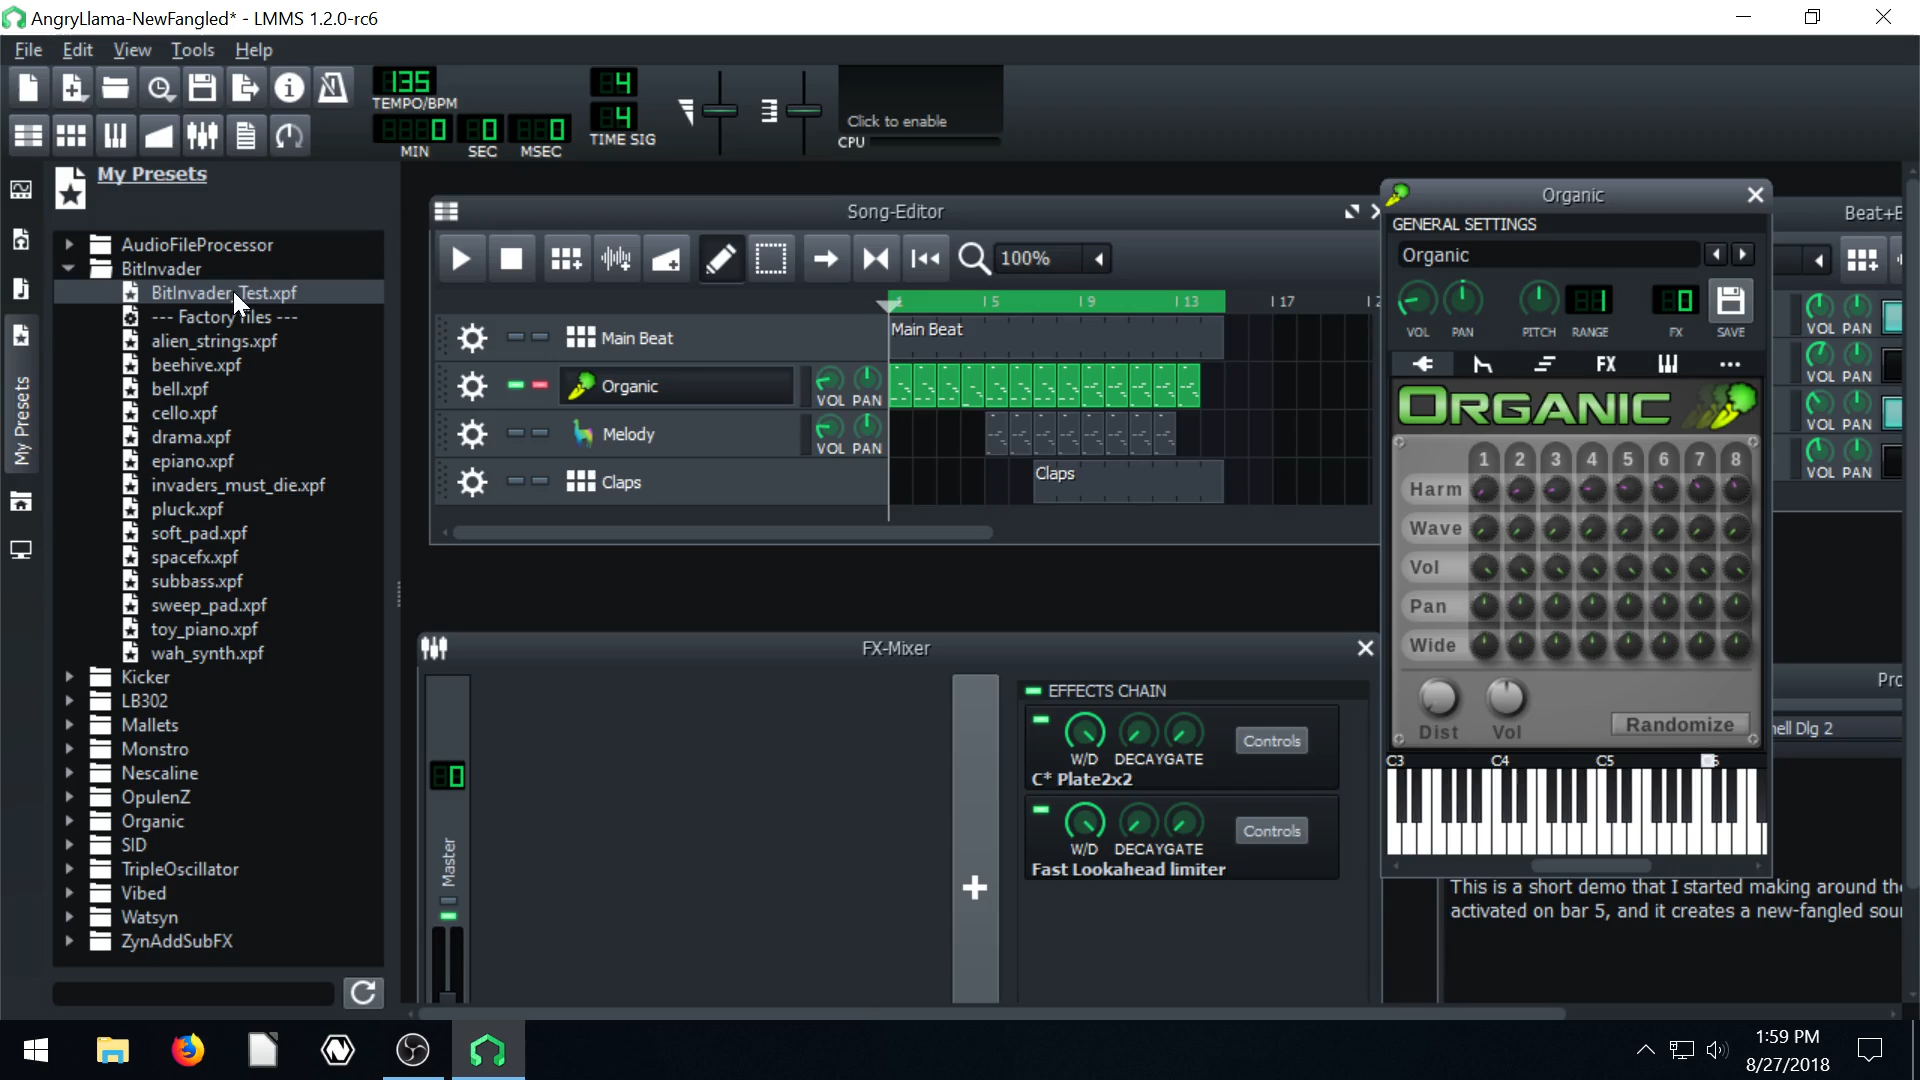 AngryLlama-NewFangled* - LMMS 1.2.0-rc6
File Edit View Tools Help
135
TEMPO/BPM
0 0 0
MIN SEC MSEC
4
4
TIME SIG
Click to enable
CPU
My Presets
My Presets
AudioFileProcessor
BitInvader
BitInvader_Test.xpf
--- Factory files ---
alien_strings.xpf
beehive.xpf
bell.xpf
cello.xpf
drama.xpf
epiano.xpf
invaders_must_die.xpf
pluck.xpf
soft_pad.xpf
spacefx.xpf
subbass.xpf
sweep_pad.xpf
toy_piano.xpf
wah_synth.xpf
Kicker
LB302
Mallets
Monstro
Nescaline
OpulenZ
Organic
SID
TripleOscillator
Vibed
Watsyn
ZynAddSubFX
Song-Editor
100%
5 9 13 17
Main Beat
Main Beat
Organic
VOL PAN
Melody
VOL PAN
Claps
Claps
FX-Mixer
0
Master
EFFECTS CHAIN
W/D DECAY GATE
Controls
C* Plate2x2
W/D DECAY GATE
Controls
Fast Lookahead limiter
Organic
GENERAL SETTINGS
Organic
1 0
VOL PAN PITCH RANGE FX SAVE
FX
ORGANIC
1 2 3 4 5 6 7 8
Harm
Wave
Vol
Pan
Wide
Dist Vol
Randomize
C3 C4 C5
Beat+B
VOL PAN
VOL PAN
VOL PAN
VOL PAN
Pro
ell Dlg 2
This is a short demo that I started making around the
activated on bar 5, and it creates a new-fangled sou
1:59 PM
8/27/2018